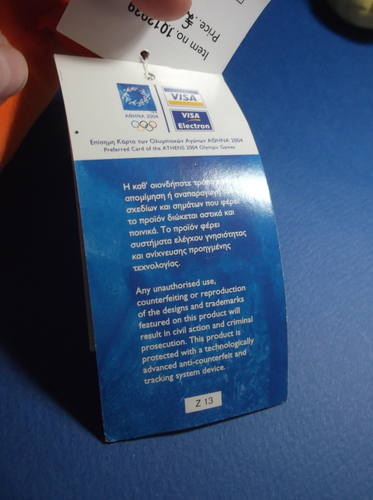 Item no. 1012039
Price:
ΑΘΗΝΑ 2004
VISA
VISA
Electron
Επίσημη Κάρτα των Ολυμπιακών Αγώνων ΑΘΗΝΑ 2004
Preferred Card of the ATHENS 2004 Olympic Games
Η καθ' οιονδήποτε
απομίμηση ή αναπαραγωγή
σχεδίων και σημάτων που φέρει
το προϊόν διώκεται αστικά και
ποινικά. Το προϊόν φέρει
συστήματα ελέγχου γνησιότητας
και ανίχνευσης προηγμένης
τεχνολογίας.
Any unauthorised use,
counterfeiting or reproduction
of the designs and trademarks
featured on this product will
result in civil action and criminal
prosecution. This product is
protected with a technologically
advanced anti-counterfeit and
tracking system device.
Z 13